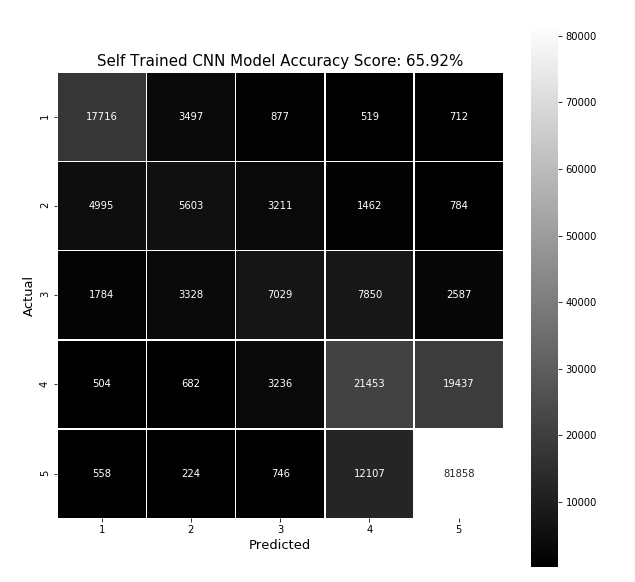 Self Trained CNN Model Accuracy Score: 65.92%
80000
70000
60000
50000
40000
30000
20000
10000
Actual
1 17716 3497 877 519 712
2 4995 5603 3211 1462 784
3 1784 3328 7029 7850 2587
4 504 682 3236 21453 19437
5 558 224 746 12107 81858
1 2 3 4 5
Predicted